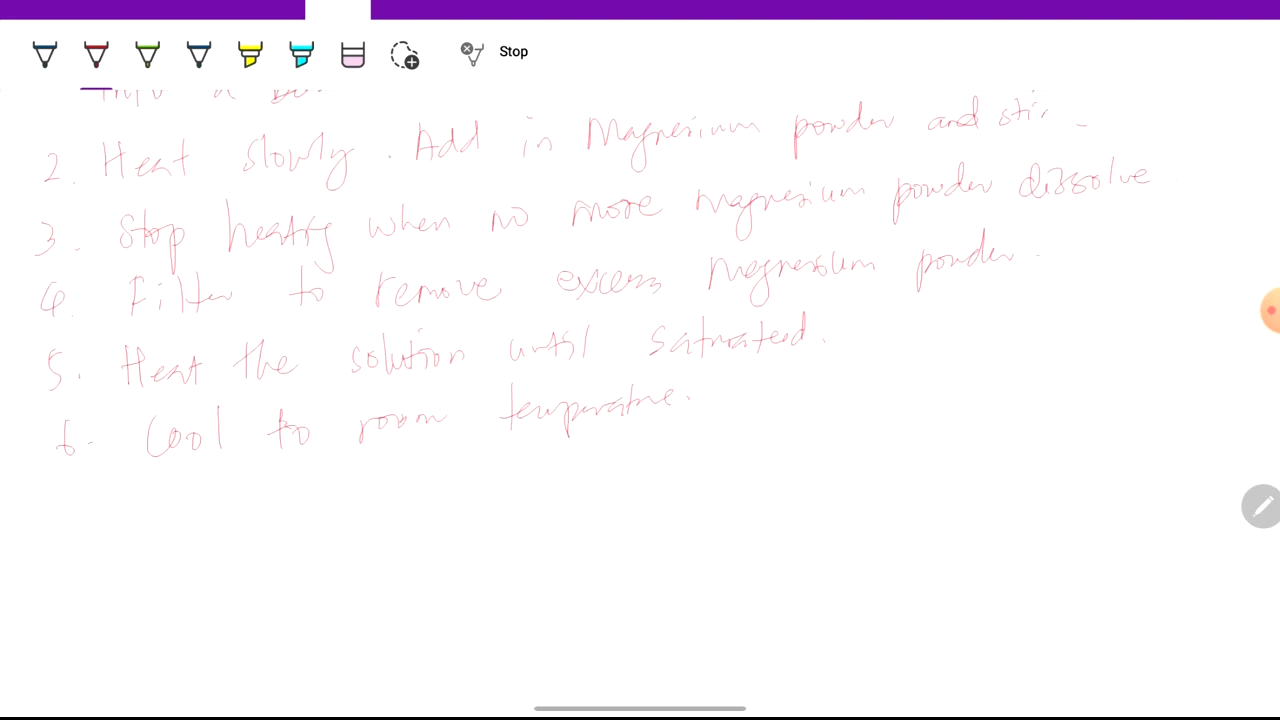 Stop
2. Heat slowly. Add in Magnesium powder and stir.
3. Stop heating when no more magnesium powder dissolve
4. Filter to remove excess Magnesium powder.
5. Heat the solution until saturated.
6. Cool to room temperature.